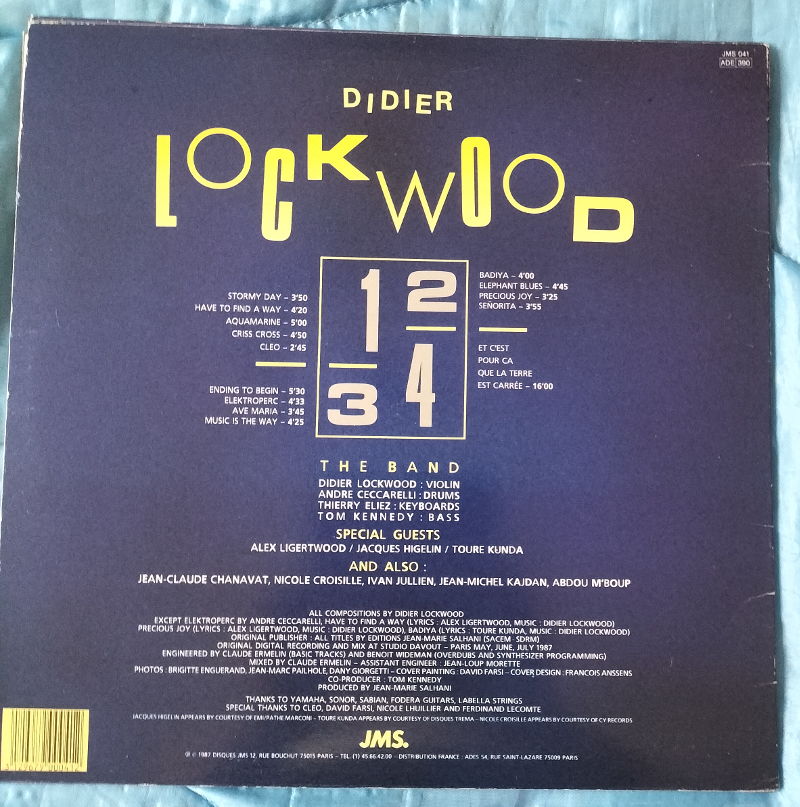 JMS 041
ADE 390
DIDIER
LOCKWOOD
1 2
3 4
STORMY DAY – 3'50
HAVE TO FIND A WAY – 4'20
AQUAMARINE – 5'00
CRISS CROSS – 4'50
CLEO – 2'45
BADIYA – 4'00
ELEPHANT BLUES – 4'45
PRECIOUS JOY – 3'25
SEÑORITA – 3'55
ENDING TO BEGIN – 5'30
ELEKTROPERC – 4'33
AVE MARIA – 3'45
MUSIC IS THE WAY – 4'25
ET C'EST
POUR CA
QUE LA TERRE
EST CARRÉE – 16'00
THE BAND
DIDIER LOCKWOOD : VIOLIN
ANDRE CECCARELLI : DRUMS
THIERRY ELIEZ : KEYBOARDS
TOM KENNEDY : BASS
SPECIAL GUESTS
ALEX LIGERTWOOD / JACQUES HIGELIN / TOURE KUNDA
AND ALSO :
JEAN-CLAUDE CHANAVAT, NICOLE CROISILLE, IVAN JULLIEN, JEAN-MICHEL KAJDAN, ABDOU M'BOUP
ALL COMPOSITIONS BY DIDIER LOCKWOOD
EXCEPT ELEKTROPERC BY ANDRE CECCARELLI, HAVE TO FIND A WAY (LYRICS : ALEX LIGERTWOOD, MUSIC : DIDIER LOCKWOOD)
PRECIOUS JOY (LYRICS : ALEX LIGERTWOOD, MUSIC : DIDIER LOCKWOOD), BADIYA (LYRICS : TOURE KUNDA, MUSIC : DIDIER LOCKWOOD)
ORIGINAL PUBLISHER : ALL TITLES BY EDITIONS JEAN-MARIE SALHANI (SACEM - SDRM)
ORIGINAL DIGITAL RECORDING AND MIX AT STUDIO DAVOUT – PARIS MAY, JUNE, JULY 1987
ENGINEERED BY CLAUDE ERMELIN (BASIC TRACKS) AND BENOIT WIDEMAN (OVERDUBS AND SYNTHESIZER PROGRAMMING)
MIXED BY CLAUDE ERMELIN – ASSISTANT ENGINEER : JEAN-LOUP MORETTE
PHOTOS : BRIGITTE ENGUERAND, JEAN-MARC PAILHOLE, DANY GIORGETTI – COVER PAINTING : DAVID FARSI – COVER DESIGN : FRANCOIS ANSSENS
CO-PRODUCER : TOM KENNEDY
PRODUCED BY JEAN-MARIE SALHANI
THANKS TO YAMAHA, SONOR, SABIAN, FODERA GUITARS, LABELLA STRINGS
SPECIAL THANKS TO CLEO, DAVID FARSI, NICOLE LHUILLIER AND FERDINAND LECOMTE
JACQUES HIGELIN APPEARS BY COURTESY OF EMI/PATHE MARCONI – TOURE KUNDA APPEARS BY COURTESY OF DISQUES TREMA – NICOLE CROISILLE APPEARS BY COURTESY OF CY RECORDS
JMS.
℗ © 1987 DISQUES JMS 12, RUE BOUCHUT 75015 PARIS – TEL. (1) 45.66.42.00 – DISTRIBUTION FRANCE : ADES 54, RUE SAINT-LAZARE 75009 PARIS